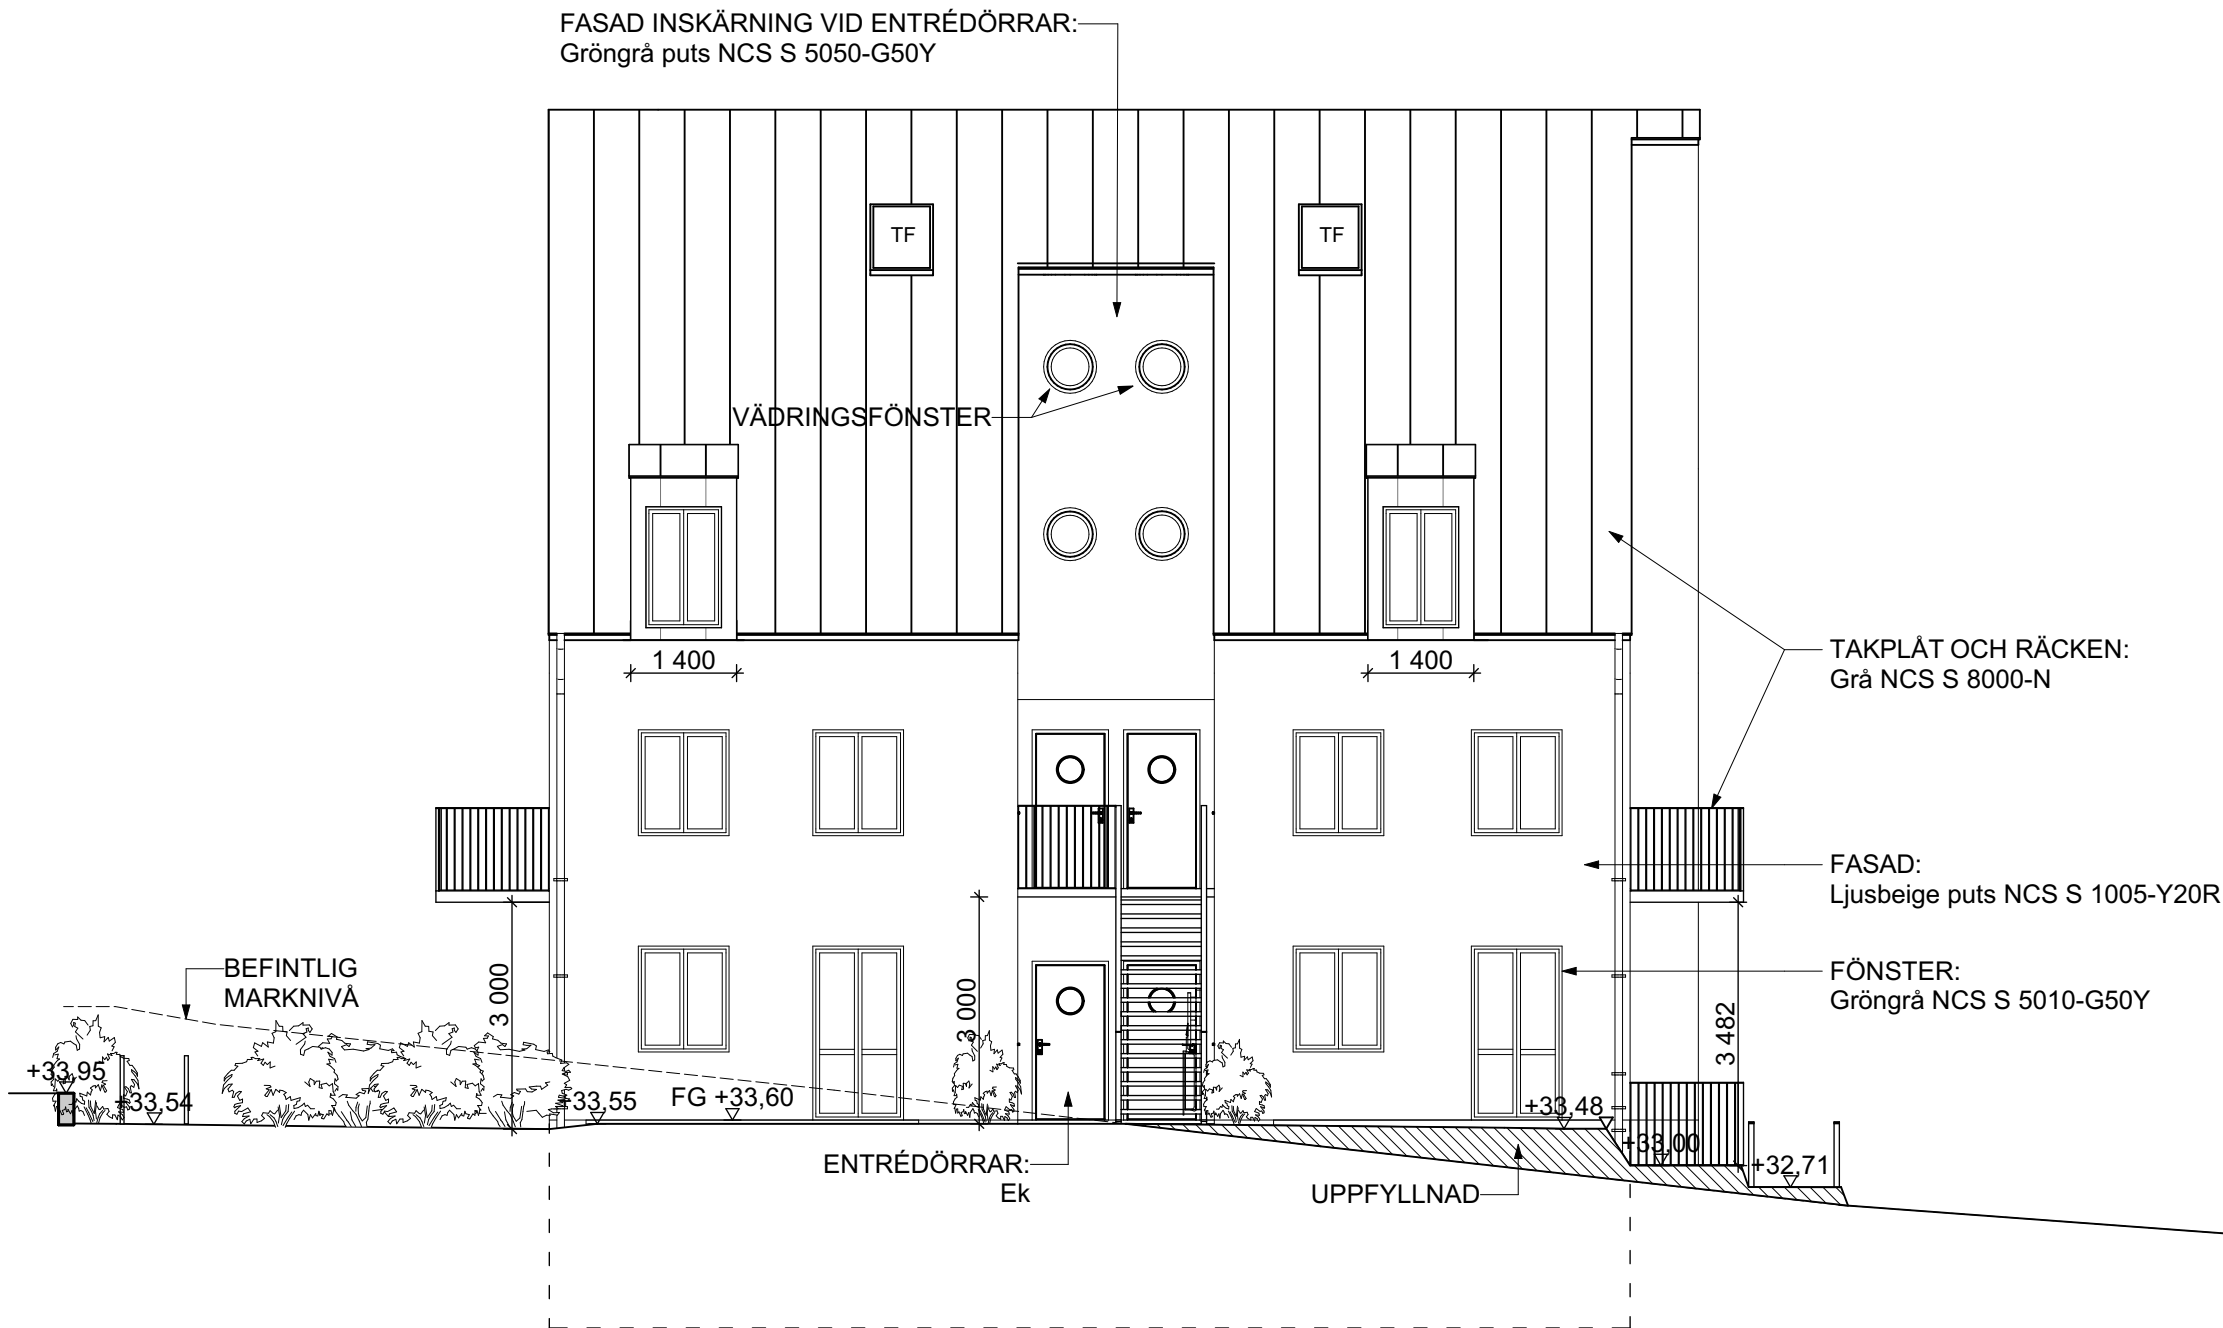 FASAD INSKÄRNING VID ENTRÉDÖRRAR:
Gröngrå puts NCS S 5050-G50Y
TF
TF
VÄDRINGSFÖNSTER
1 400
1 400
TAKPLÅT OCH RÄCKEN:
Grå NCS S 8000-N
FASAD:
Ljusbeige puts NCS S 1005-Y20R
BEFINTLIG
MARKNIVÅ
3 000
3 000
FÖNSTER:
Gröngrå NCS S 5010-G50Y
3 482
+33,95
+33,54
+33,55
FG +33,60
+33,48
+33,00
+32,71
ENTRÉDÖRRAR:
Ek
UPPFYLLNAD